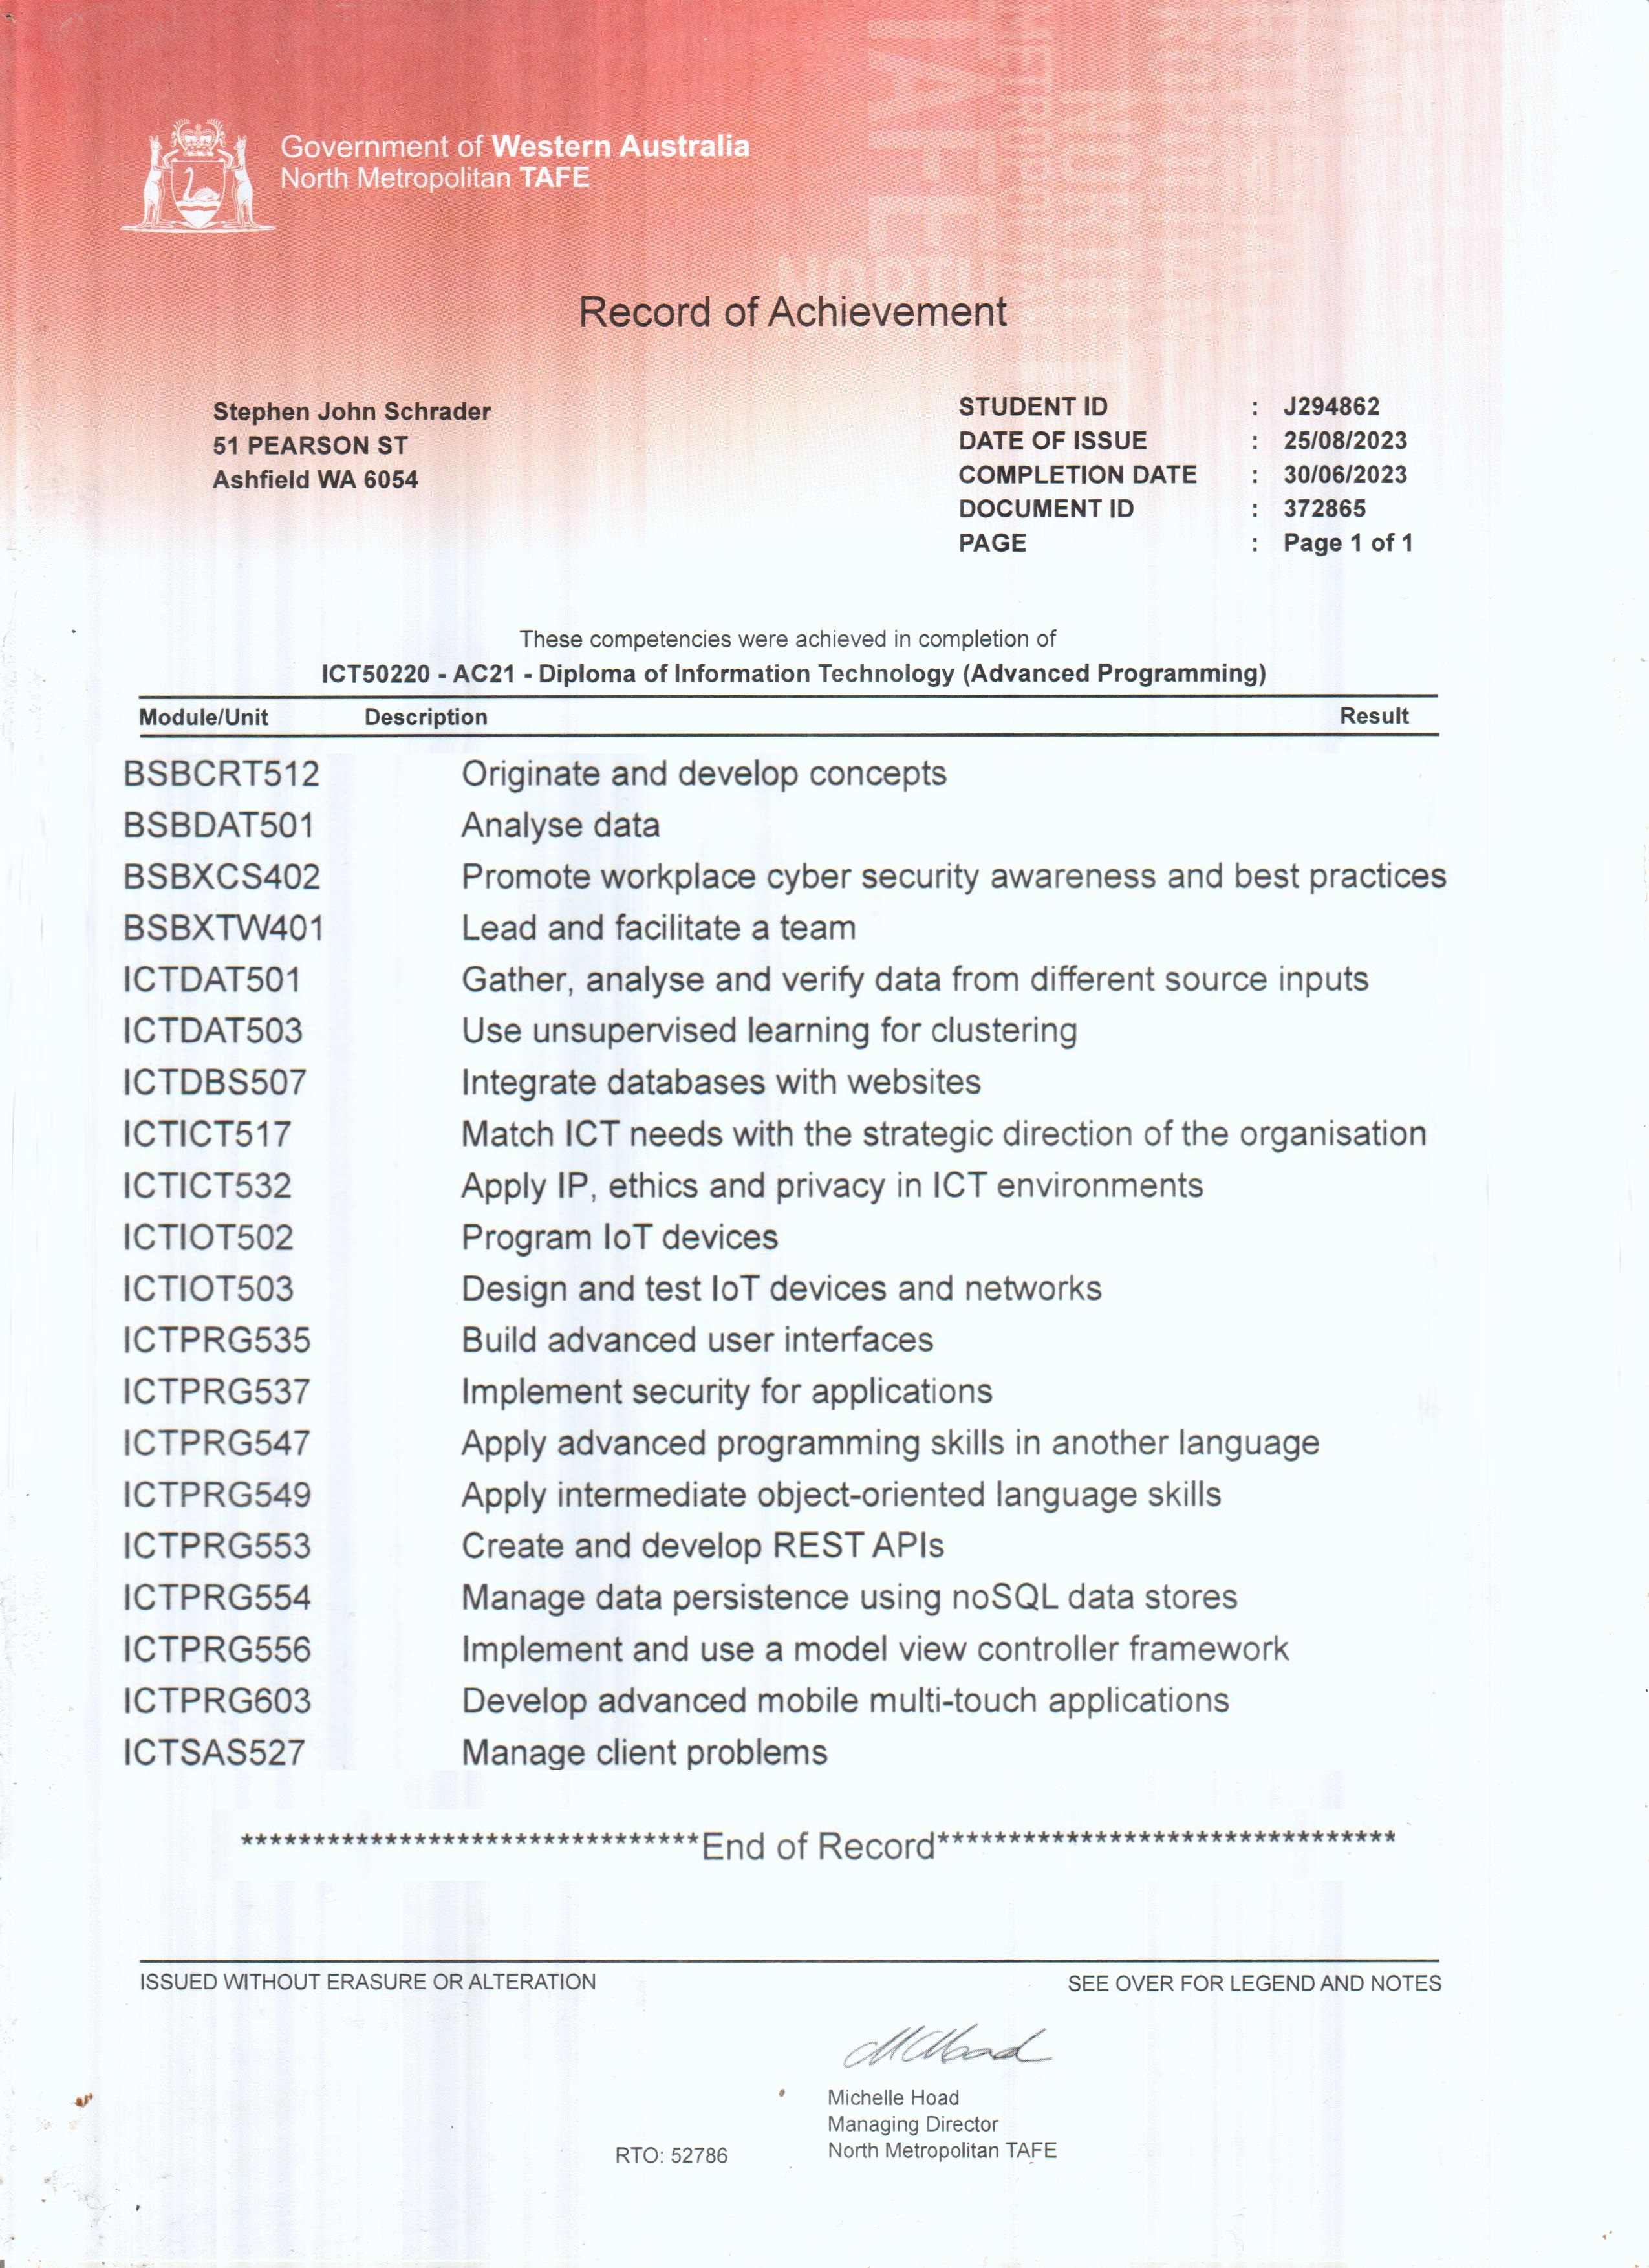 TAFE
NORTH
METROPOLITAN
NORTH
Government of Western Australia
North Metropolitan TAFE
Record of Achievement
Stephen John Schrader
51 PEARSON ST
Ashfield WA 6054
STUDENT ID : J294862
DATE OF ISSUE : 25/08/2023
COMPLETION DATE : 30/06/2023
DOCUMENT ID : 372865
PAGE : Page 1 of 1
These competencies were achieved in completion of
ICT50220 - AC21 - Diploma of Information Technology (Advanced Programming)
Module/Unit Description Result
BSBCRT512 Originate and develop concepts
BSBDAT501 Analyse data
BSBXCS402 Promote workplace cyber security awareness and best practices
BSBXTW401 Lead and facilitate a team
ICTDAT501 Gather, analyse and verify data from different source inputs
ICTDAT503 Use unsupervised learning for clustering
ICTDBS507 Integrate databases with websites
ICTICT517 Match ICT needs with the strategic direction of the organisation
ICTICT532 Apply IP, ethics and privacy in ICT environments
ICTIOT502 Program IoT devices
ICTIOT503 Design and test IoT devices and networks
ICTPRG535 Build advanced user interfaces
ICTPRG537 Implement security for applications
ICTPRG547 Apply advanced programming skills in another language
ICTPRG549 Apply intermediate object-oriented language skills
ICTPRG553 Create and develop REST APIs
ICTPRG554 Manage data persistence using noSQL data stores
ICTPRG556 Implement and use a model view controller framework
ICTPRG603 Develop advanced mobile multi-touch applications
ICTSAS527 Manage client problems
********************************End of Record********************************
ISSUED WITHOUT ERASURE OR ALTERATION SEE OVER FOR LEGEND AND NOTES
Michelle Hoad
Managing Director
RTO: 52786 North Metropolitan TAFE